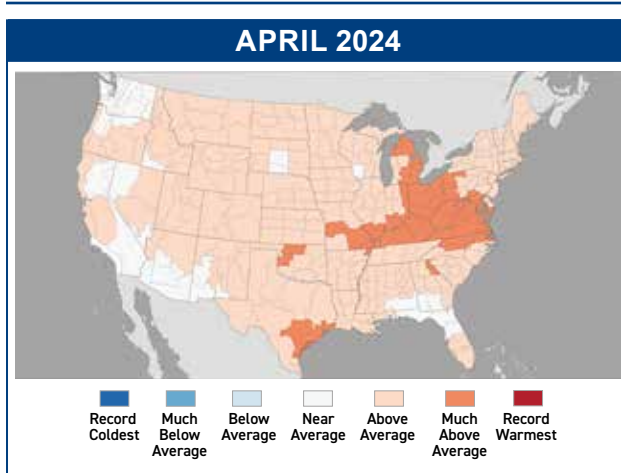 APRIL 2024
Record Coldest
Much Below Average
Below Average
Near Average
Above Average
Much Above Average
Record Warmest